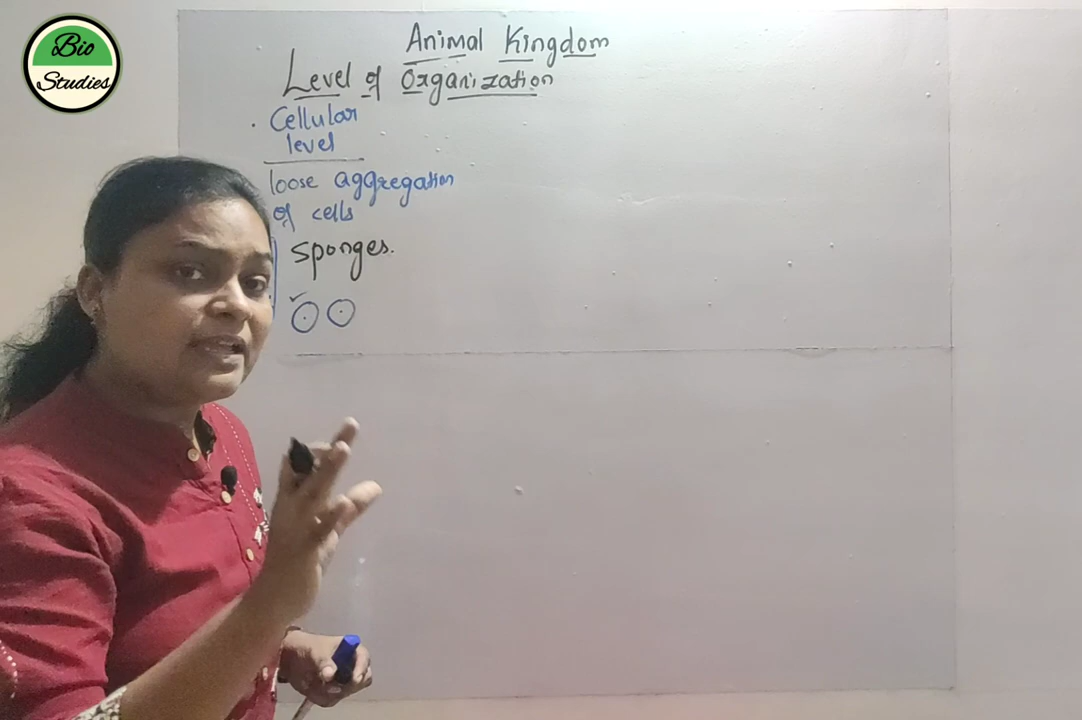 Bio
Studies
Animal Kingdom
Level of Organization
. Cellular
level
loose aggregation
of cells
sponges.